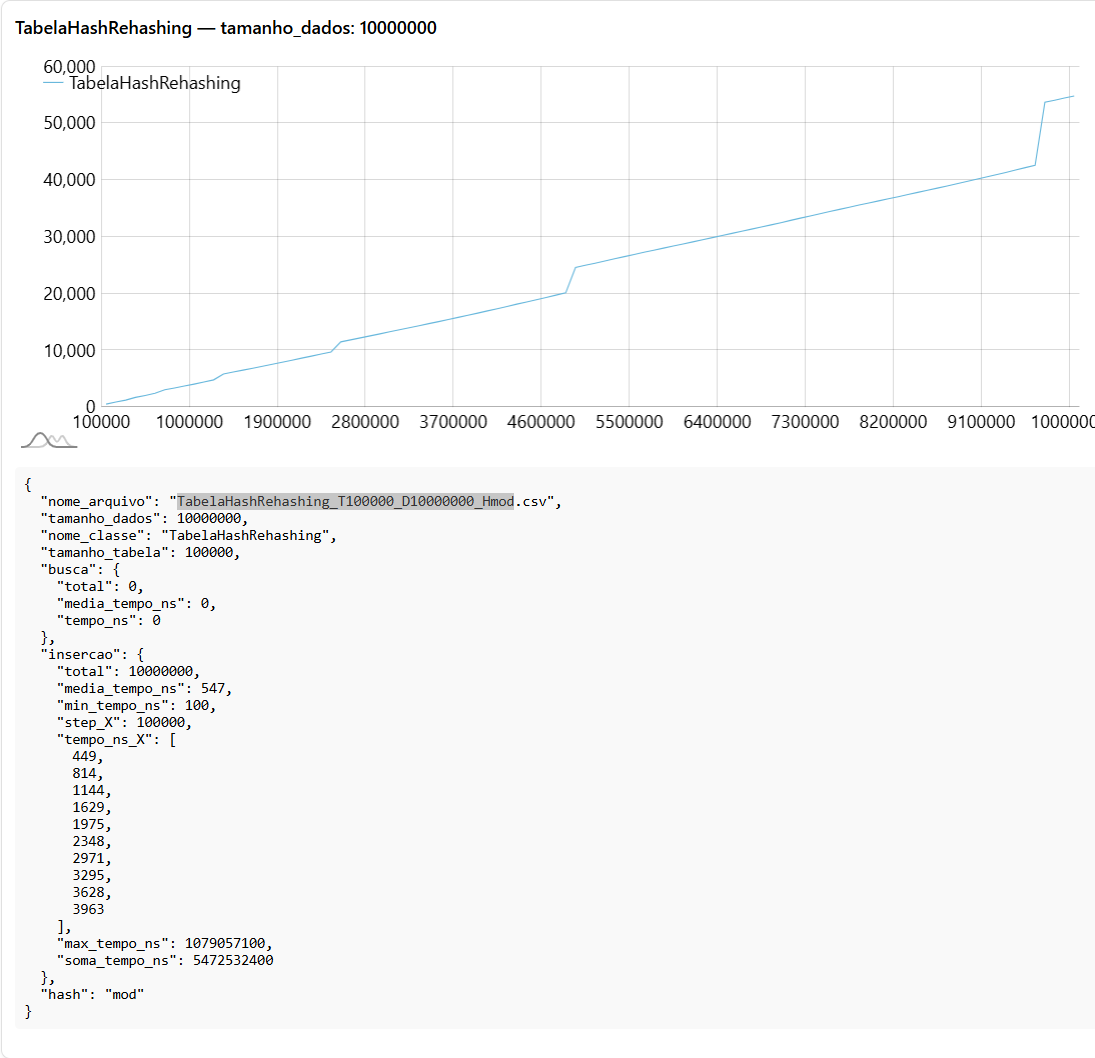 TabelaHashRehashing — tamanho_dados: 10000000
60,000
TabelaHashRehashing
50,000
40,000
30,000
20,000
10,000
0
100000 1000000 1900000 2800000 3700000 4600000 5500000 6400000 7300000 8200000 9100000 1000000
{
"nome_arquivo": "TabelaHashRehashing_T100000_D10000000_Hmod.csv",
"tamanho_dados": 10000000,
"nome_classe": "TabelaHashRehashing",
"tamanho_tabela": 100000,
"busca": {
"total": 0,
"media_tempo_ns": 0,
"tempo_ns": 0
},
"insercao": {
"total": 10000000,
"media_tempo_ns": 547,
"min_tempo_ns": 100,
"step_X": 100000,
"tempo_ns_X": [
449,
814,
1144,
1629,
1975,
2348,
2971,
3295,
3628,
3963
],
"max_tempo_ns": 1079057100,
"soma_tempo_ns": 5472532400
},
"hash": "mod"
}